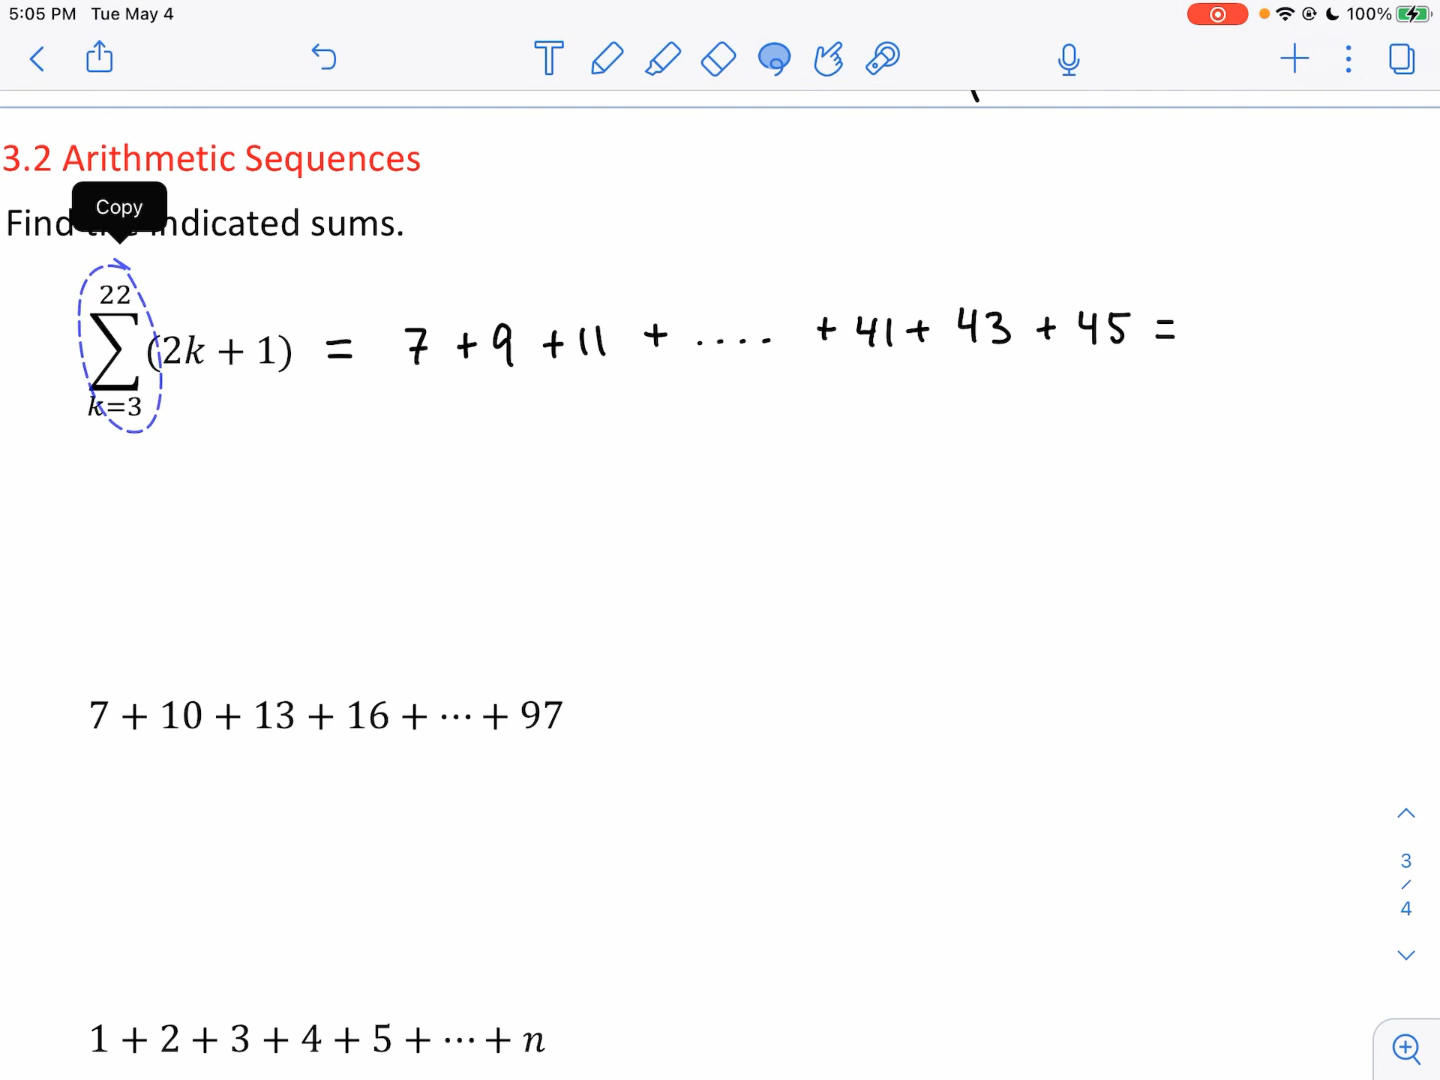 5:05 PM Tue May 4 100%
3.2 Arithmetic Sequences
Copy
Find the indicated sums.
22
∑ (2k + 1) = 7 + 9 + 11 + .... + 41 + 43 + 45 =
k=3
7 + 10 + 13 + 16 + ⋯ + 97
3
/
4
1 + 2 + 3 + 4 + 5 + ⋯ + n